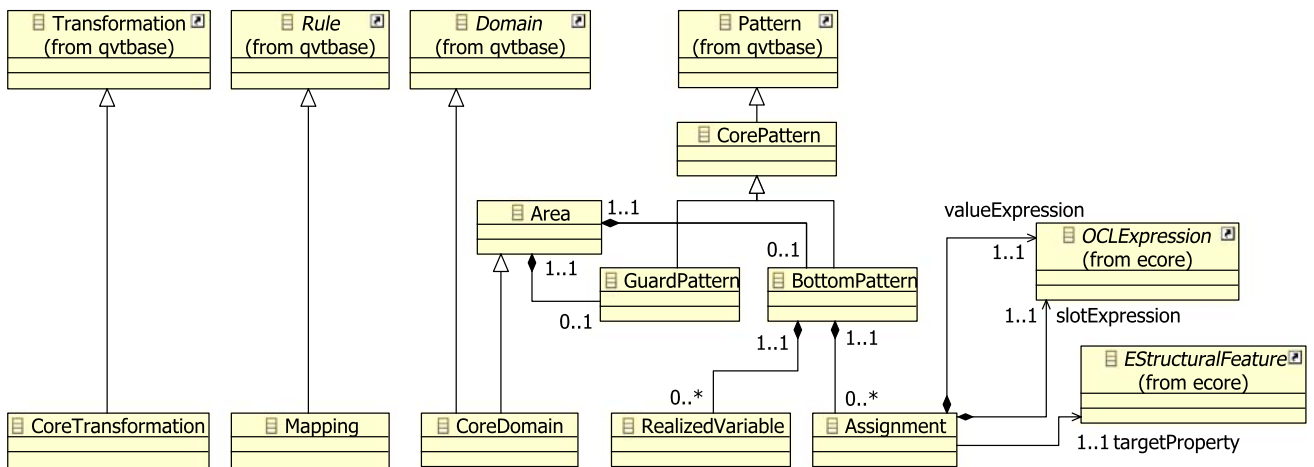 Transformation
(from qvtbase)
Rule
(from qvtbase)
Domain
(from qvtbase)
Pattern
(from qvtbase)
CorePattern
Area
1..1
valueExpression
OCLExpression
(from ecore)
1..1
0..1
1..1
GuardPattern
BottomPattern
0..1
1..1
slotExpression
1..1
1..1
EStructuralFeature
(from ecore)
0..*
0..*
CoreTransformation
Mapping
CoreDomain
RealizedVariable
Assignment
1..1 targetProperty